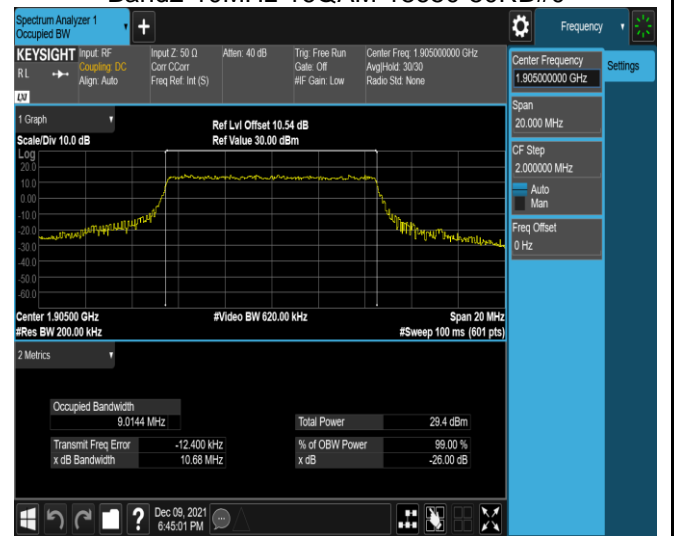 Spectrum Analyzer 1
Occupied BW
+
Frequency
KEYSIGHT
R L
LXI
Input: RF
Coupling: DC
Align: Auto
Input Z: 50 Ω
Corr CCorr
Freq Ref: Int (S)
Atten: 40 dB
Trig: Free Run
Gate: Off
#IF Gain: Low
Center Freq: 1.905000000 GHz
Avg|Hold: 30/30
Radio Std: None
Center Frequency
1.905000000 GHz
Settings
Span
20.000 MHz
CF Step
2.000000 MHz
Auto
Man
Freq Offset
0 Hz
1 Graph
Scale/Div 10.0 dB
Ref Lvl Offset 10.54 dB
Ref Value 30.00 dBm
Log
20.0
10.0
0.00
-10.0
-20.0
-30.0
-40.0
-50.0
-60.0
Center 1.90500 GHz
#Res BW 200.00 kHz
#Video BW 620.00 kHz
Span 20 MHz
#Sweep 100 ms (601 pts)
2 Metrics
Occupied Bandwidth
9.0144 MHz
Total Power 29.4 dBm
Transmit Freq Error -12.400 kHz
% of OBW Power 99.00 %
x dB Bandwidth 10.68 MHz
x dB -26.00 dB
?
Dec 09, 2021
6:45:01 PM